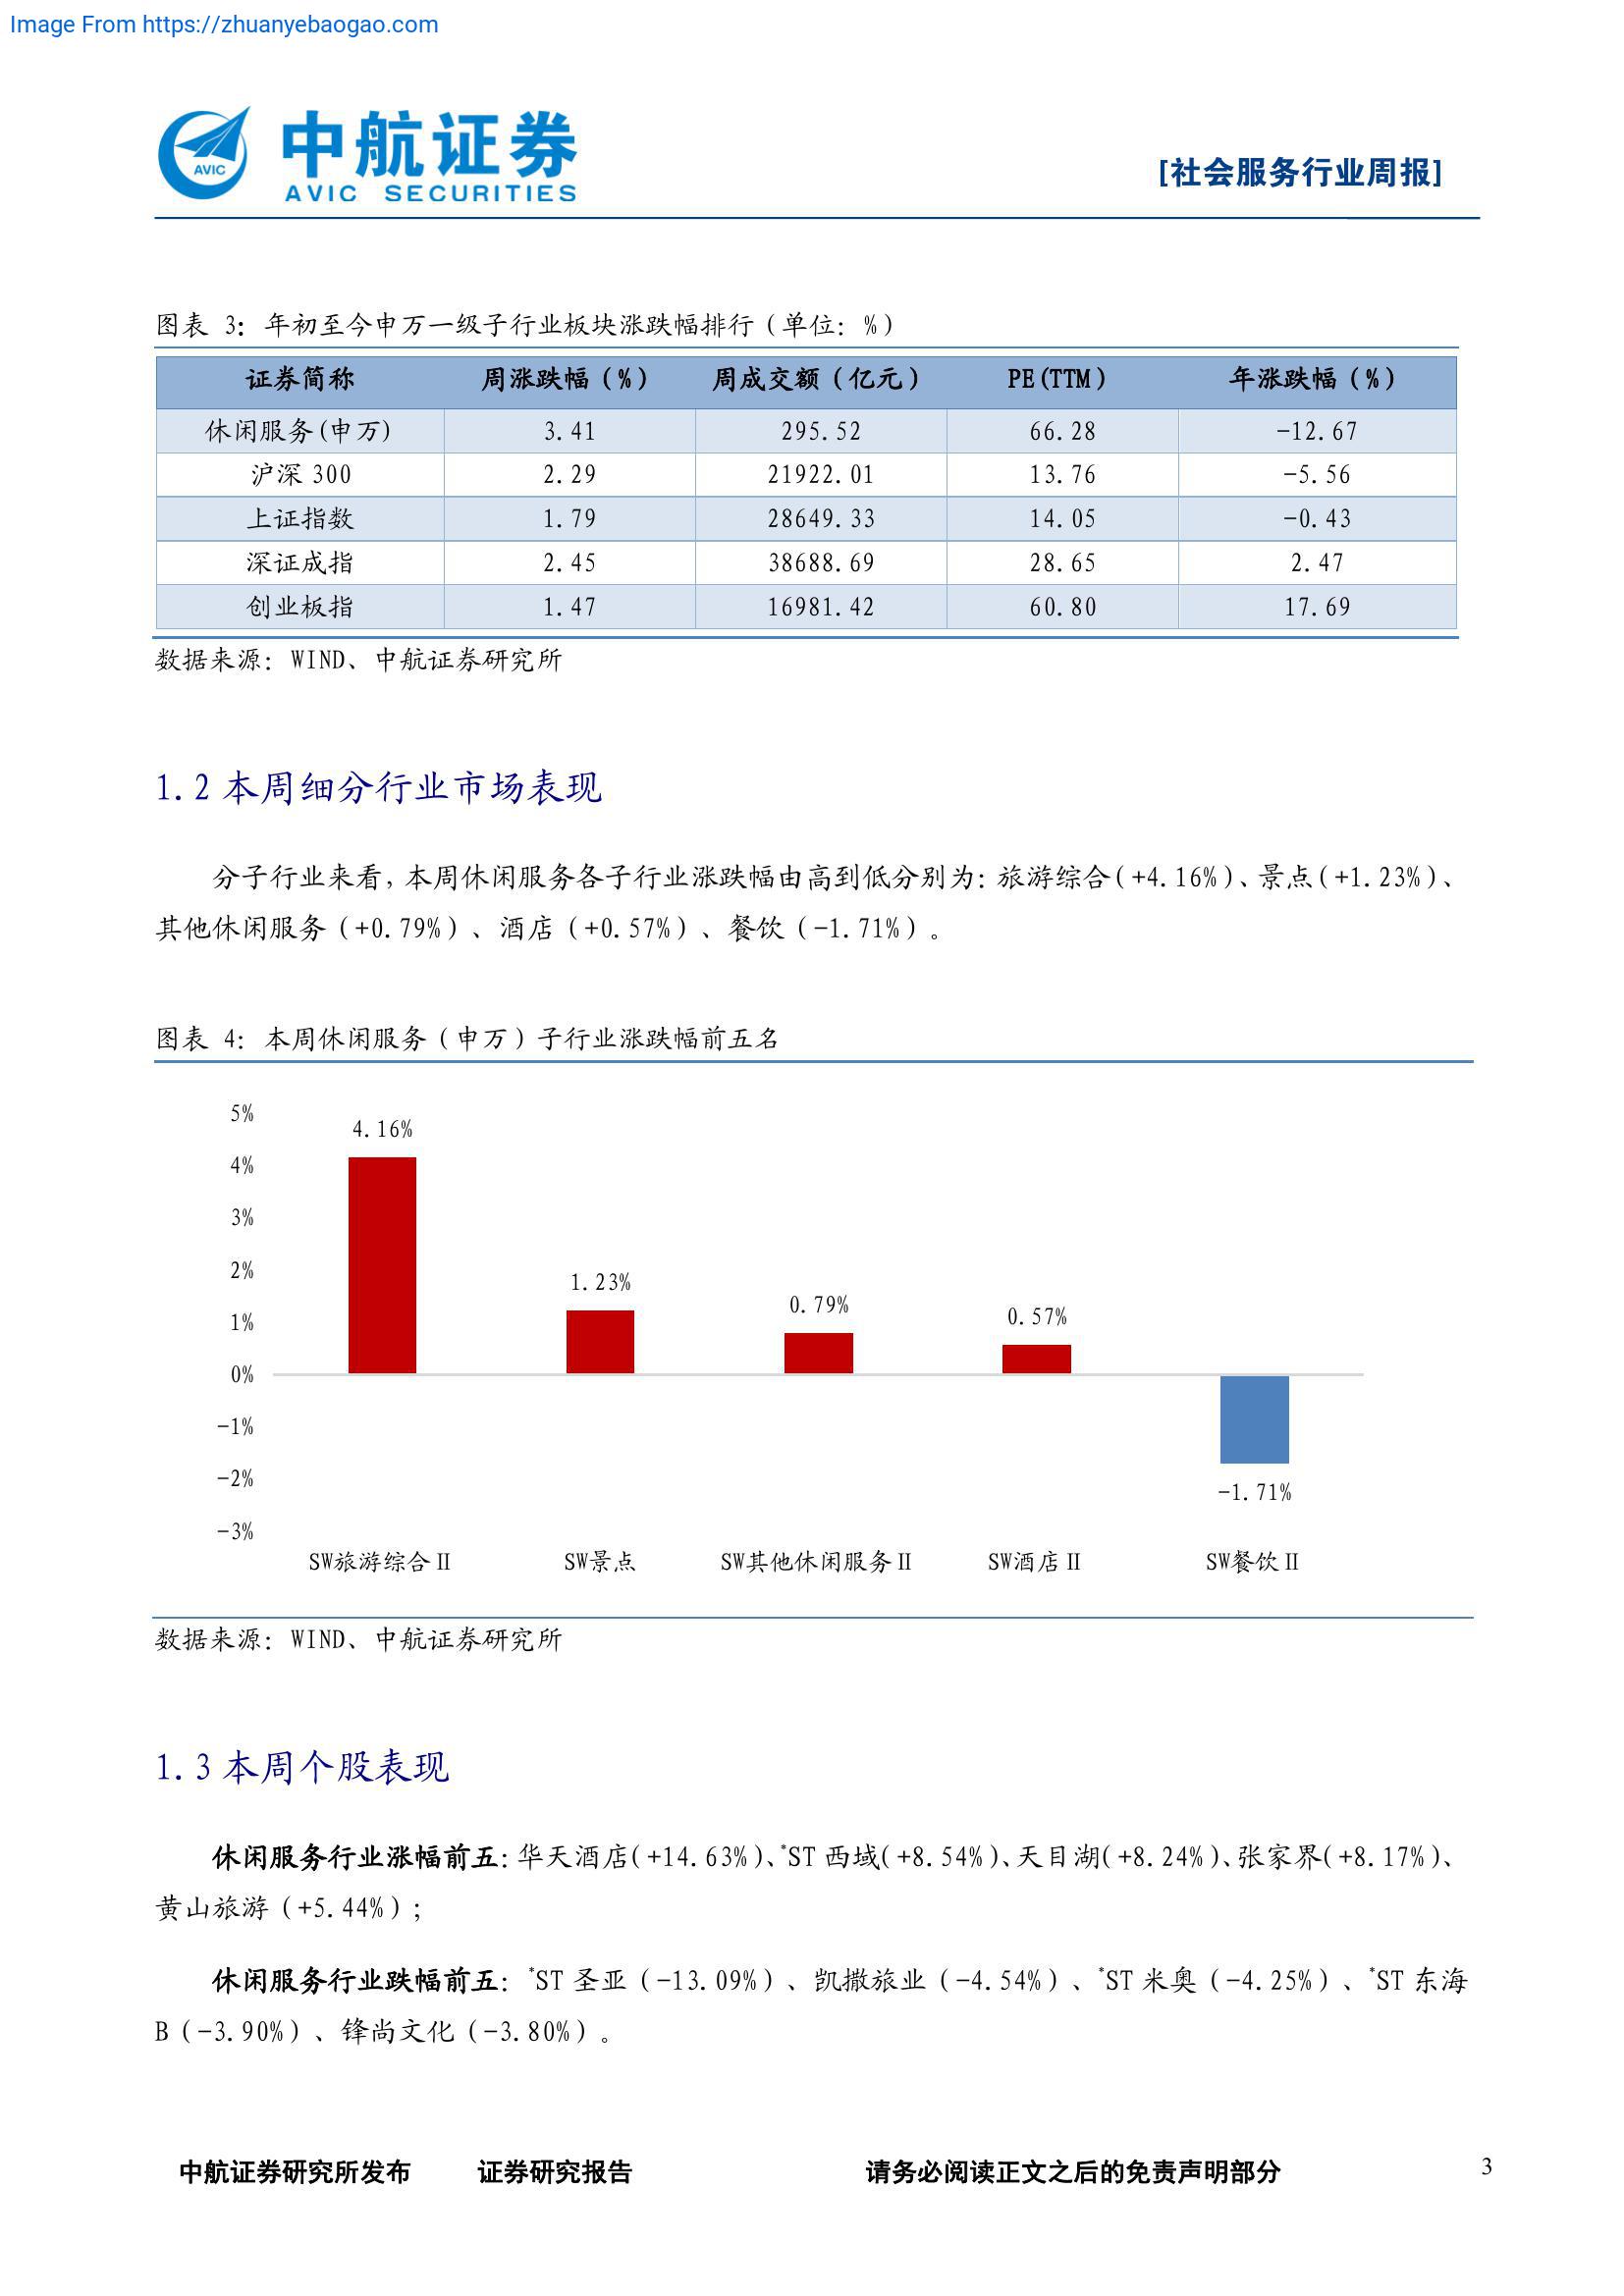 Image From https://zhuanyebaogao.com
AVIC
中航证券
AVIC SECURITIES
[社会服务行业周报]
图表 3: 年初至今申万一级子行业板块涨跌幅排行（单位: %）
证券简称 周涨跌幅（%） 周成交额（亿元） PE(TTM) 年涨跌幅（%）
休闲服务(申万) 3.41 295.52 66.28 -12.67
沪深 300 2.29 21922.01 13.76 -5.56
上证指数 1.79 28649.33 14.05 -0.43
深证成指 2.45 38688.69 28.65 2.47
创业板指 1.47 16981.42 60.80 17.69
数据来源: WIND、中航证券研究所
1.2 本周细分行业市场表现
分子行业来看, 本周休闲服务各子行业涨跌幅由高到低分别为: 旅游综合(+4.16%)、景点(+1.23%)、
其他休闲服务（+0.79%）、酒店（+0.57%）、餐饮（-1.71%）。
图表 4: 本周休闲服务（申万）子行业涨跌幅前五名
5%
4%
3%
2%
1%
0%
-1%
-2%
-3%
4.16%
1.23%
0.79%
0.57%
-1.71%
SW旅游综合Ⅱ SW景点 SW其他休闲服务Ⅱ SW酒店Ⅱ SW餐饮Ⅱ
数据来源: WIND、中航证券研究所
1.3 本周个股表现
休闲服务行业涨幅前五: 华天酒店(+14.63%)、*ST 西域(+8.54%)、天目湖(+8.24%)、张家界(+8.17%)、
黄山旅游（+5.44%）;
休闲服务行业跌幅前五: *ST 圣亚（-13.09%）、凯撒旅业（-4.54%）、*ST 米奥（-4.25%）、*ST 东海
B（-3.90%）、锋尚文化（-3.80%）。
中航证券研究所发布 证券研究报告 请务必阅读正文之后的免责声明部分 3